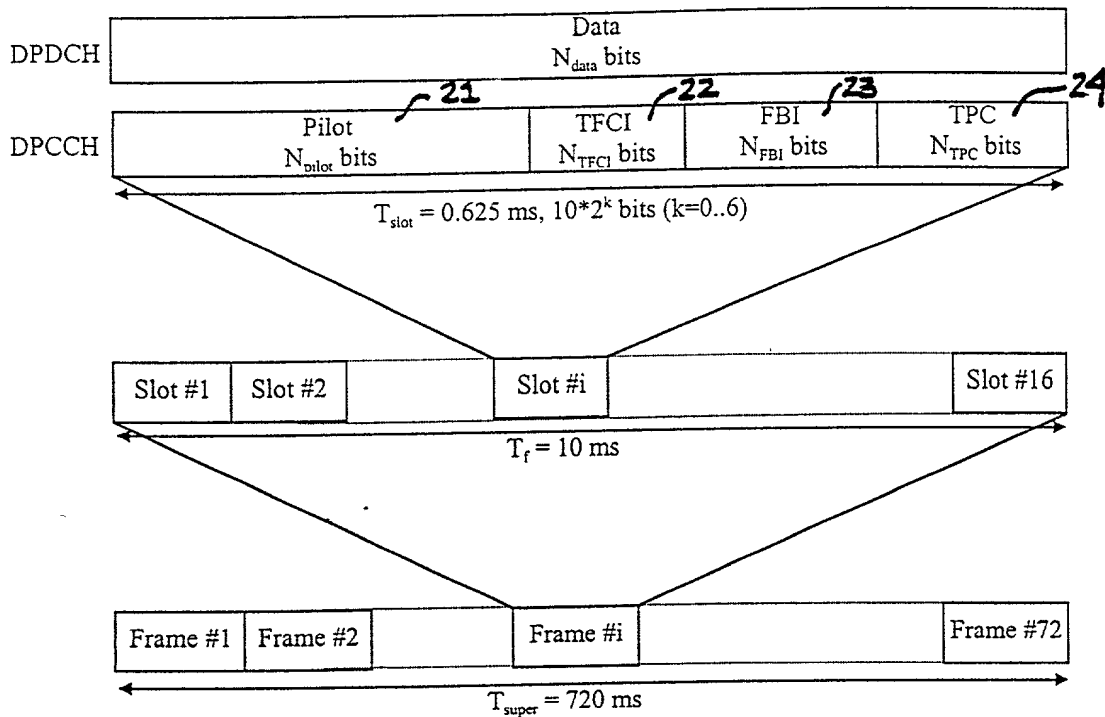 DPDCH
Data
N_data bits
21 22 23 24
DPCCH
Pilot TFCI FBI TPC
N_pilot bits N_TFCI bits N_FBI bits N_TPC bits
T_slot = 0.625 ms, 10*2^k bits (k=0..6)
Slot #1 Slot #2 Slot #i Slot #16
T_f = 10 ms
Frame #1 Frame #2 Frame #i Frame #72
T_super = 720 ms